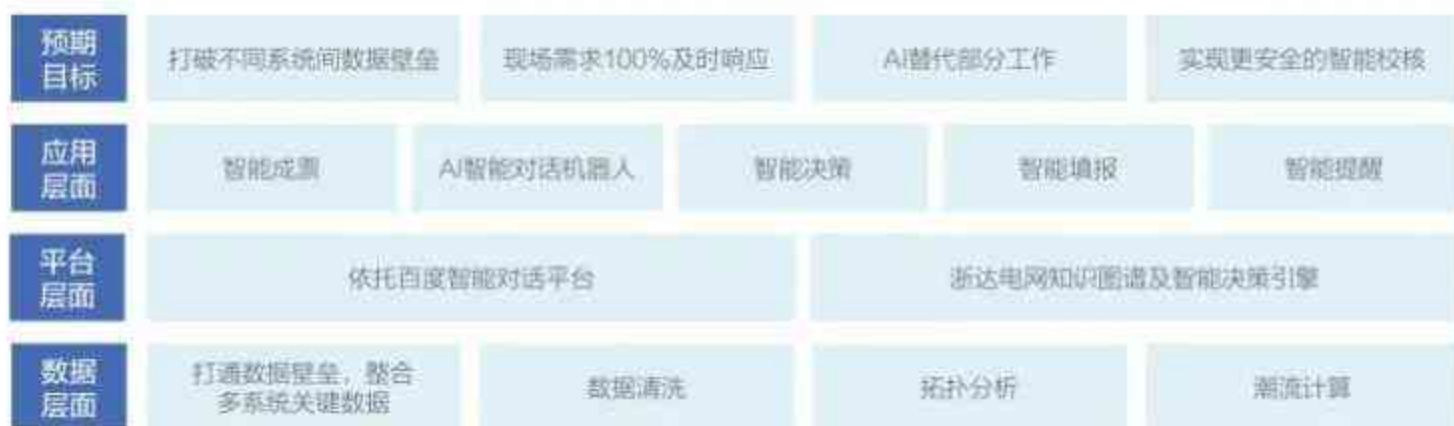 预期
目标
打破不同系统间数据壁垒
现场需求100%及时响应
AI替代部分工作
实现更安全的智能校核
应用
层面
智能成票
AI智能对话机器人
智能决策
智能填报
智能提醒
平台
层面
依托百度智能对话平台
浙达电网知识图谱及智能决策引擎
数据
层面
打通数据壁垒，整合
多系统关键数据
数据清洗
拓扑分析
潮流计算